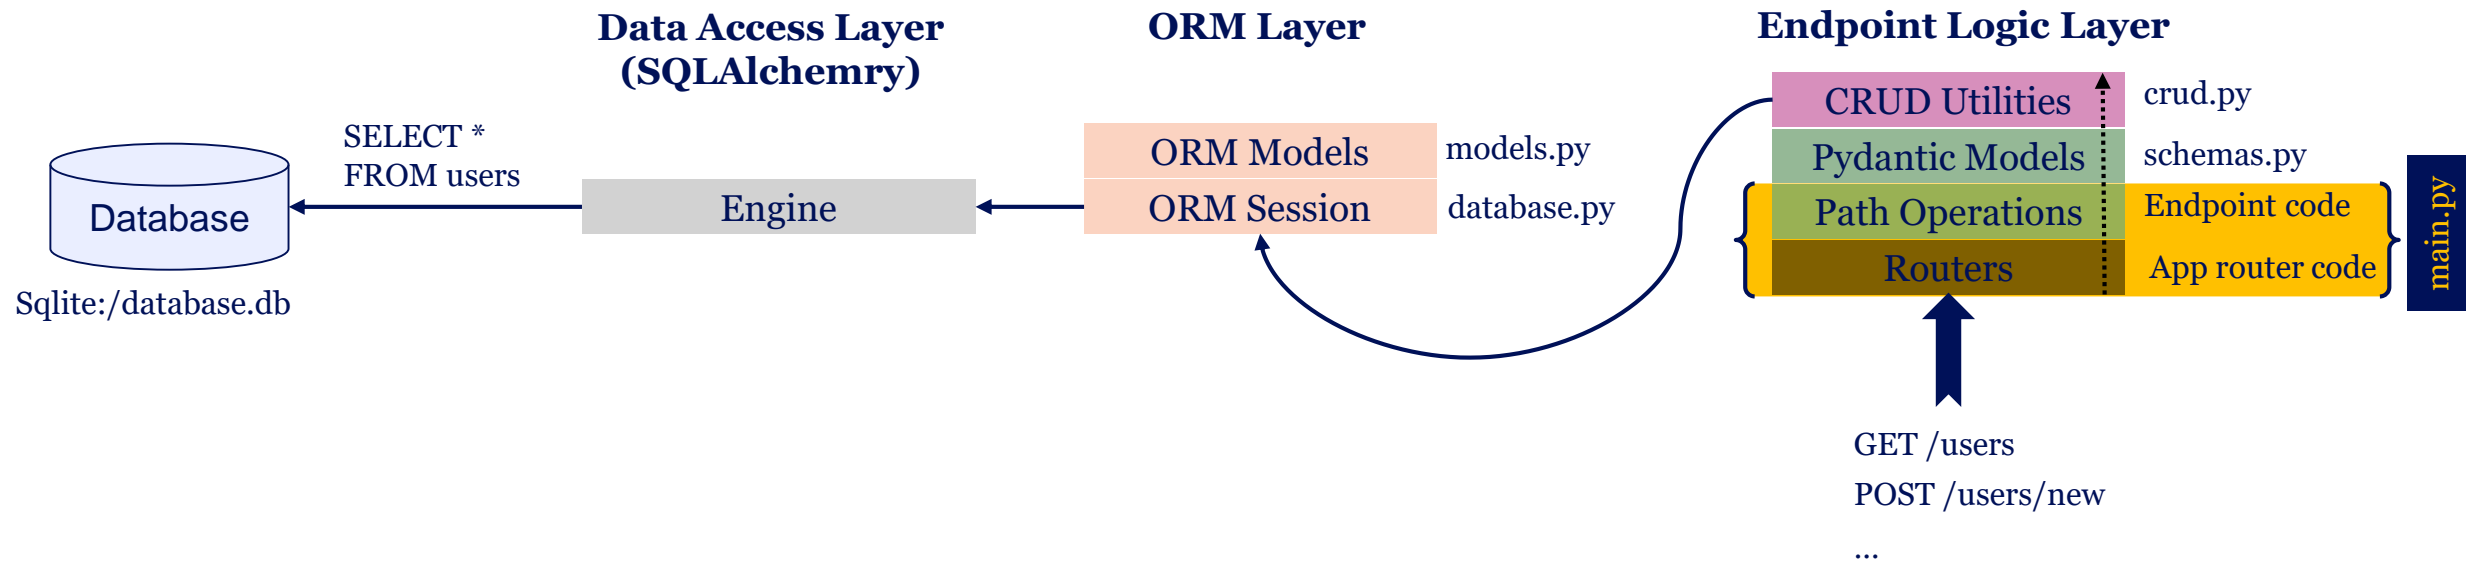 Data Access Layer
(SQLAlchemry)
ORM Layer
Endpoint Logic Layer
SELECT *
FROM users
Database
Sqlite:/database.db
Engine
ORM Models
models.py
ORM Session
database.py
CRUD Utilities
crud.py
Pydantic Models
schemas.py
Path Operations
Endpoint code
Routers
App router code
main.py
GET /users
POST /users/new
...